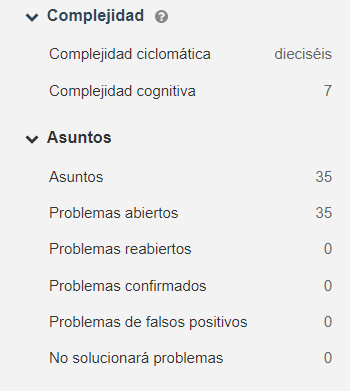 Complejidad ?
Complejidad ciclomática dieciséis
Complejidad cognitiva 7
Asuntos
Asuntos 35
Problemas abiertos 35
Problemas reabiertos 0
Problemas confirmados 0
Problemas de falsos positivos 0
No solucionará problemas 0